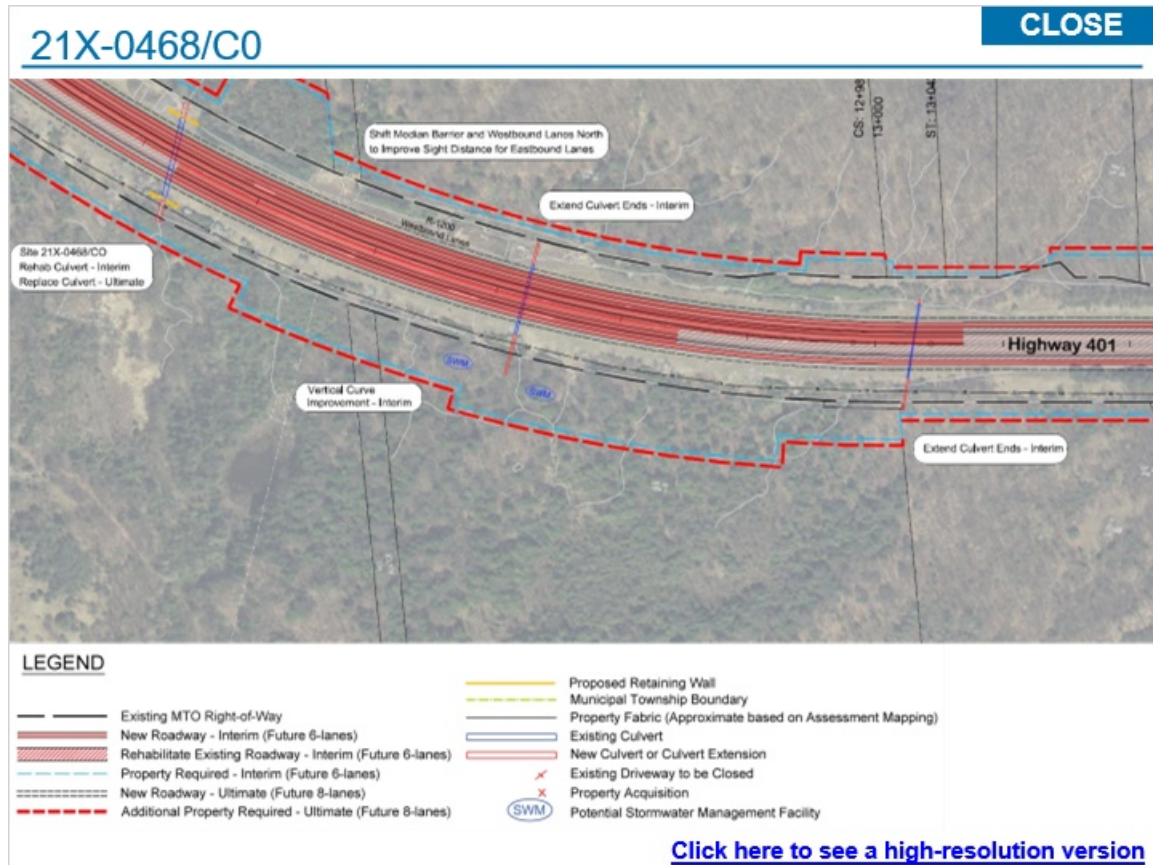 21X-0468/C0
CLOSE
CS: 12+98
13+000
ST: 13+04
Shift Median Barrier and Westbound Lanes North
to Improve Sight Distance for Eastbound Lanes
Extend Culvert Ends - Interim
R-1200
Westbound Lanes
Site 21X-0468/CO
Rehab Culvert - Interim
Replace Culvert - Ultimate
Highway 401
SWM
SWM
Vertical Curve
Improvement - Interim
Extend Culvert Ends - Interim
LEGEND
Existing MTO Right-of-Way
New Roadway - Interim (Future 6-lanes)
Rehabilitate Existing Roadway - Interim (Future 6-lanes)
Property Required - Interim (Future 6-lanes)
New Roadway - Ultimate (Future 8-lanes)
Additional Property Required - Ultimate (Future 8-lanes)
Proposed Retaining Wall
Municipal Township Boundary
Property Fabric (Approximate based on Assessment Mapping)
Existing Culvert
New Culvert or Culvert Extension
Existing Driveway to be Closed
Property Acquisition
SWM
Potential Stormwater Management Facility
Click here to see a high-resolution version